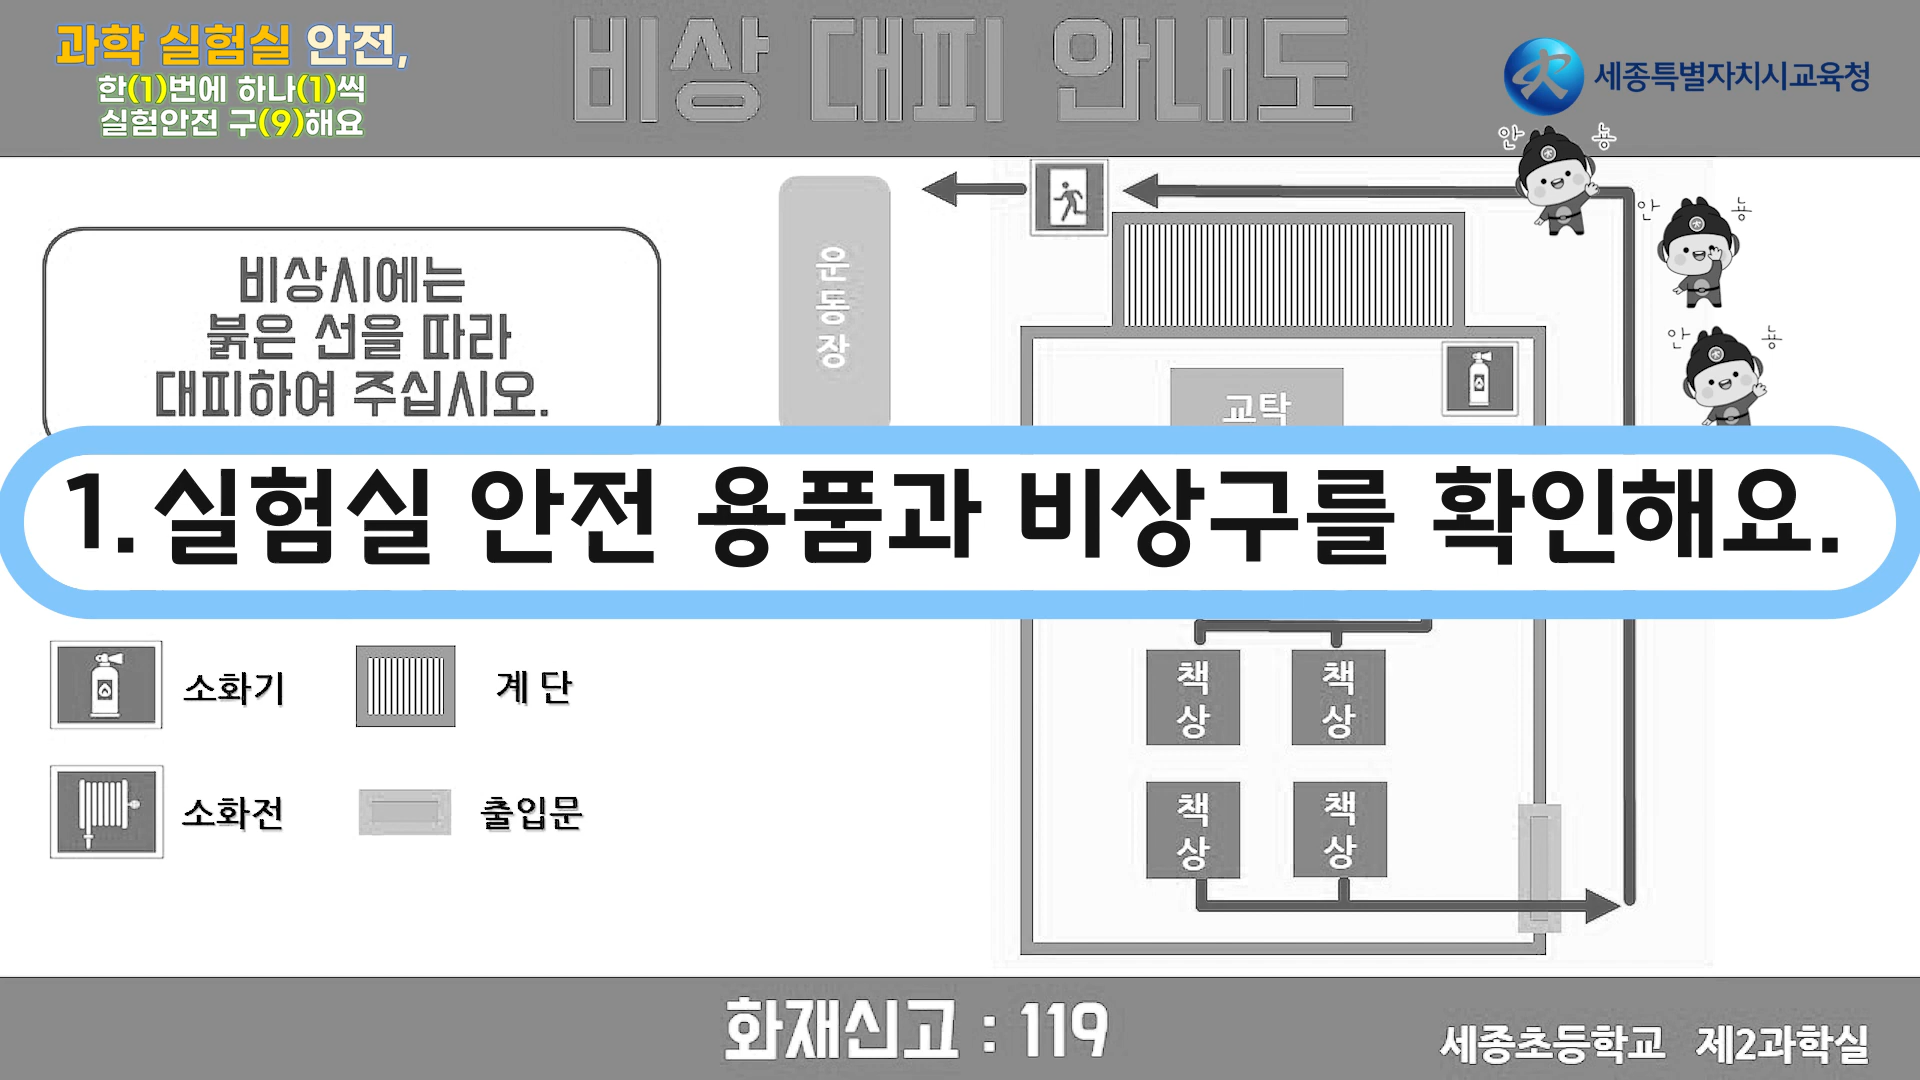 과학 실험실 안전,
한(1)번에 하나(1)씩
실험안전 구(9)해요
비상 대피 안내도
세종특별자치시교육청
안 뇽
안 뇽
안 뇽
비상시에는
붉은 선을 따라
대피하여 주십시오.
운동장
교탁
1. 실험실 안전 용품과 비상구를 확인해요.
소화기
계 단
소화전
출입문
책상
책상
책상
책상
화재신고 : 119
세종초등학교 제2과학실